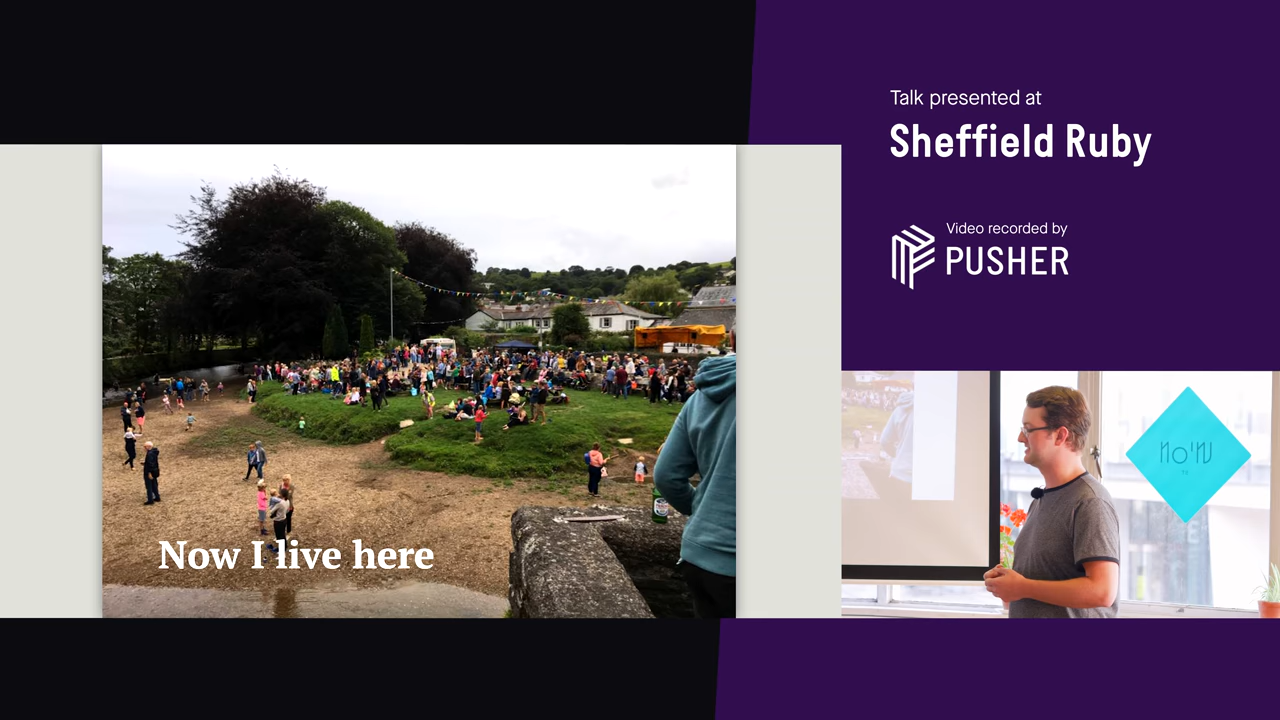 Talk presented at
Sheffield Ruby
Video recorded by
PUSHER
Now I live here